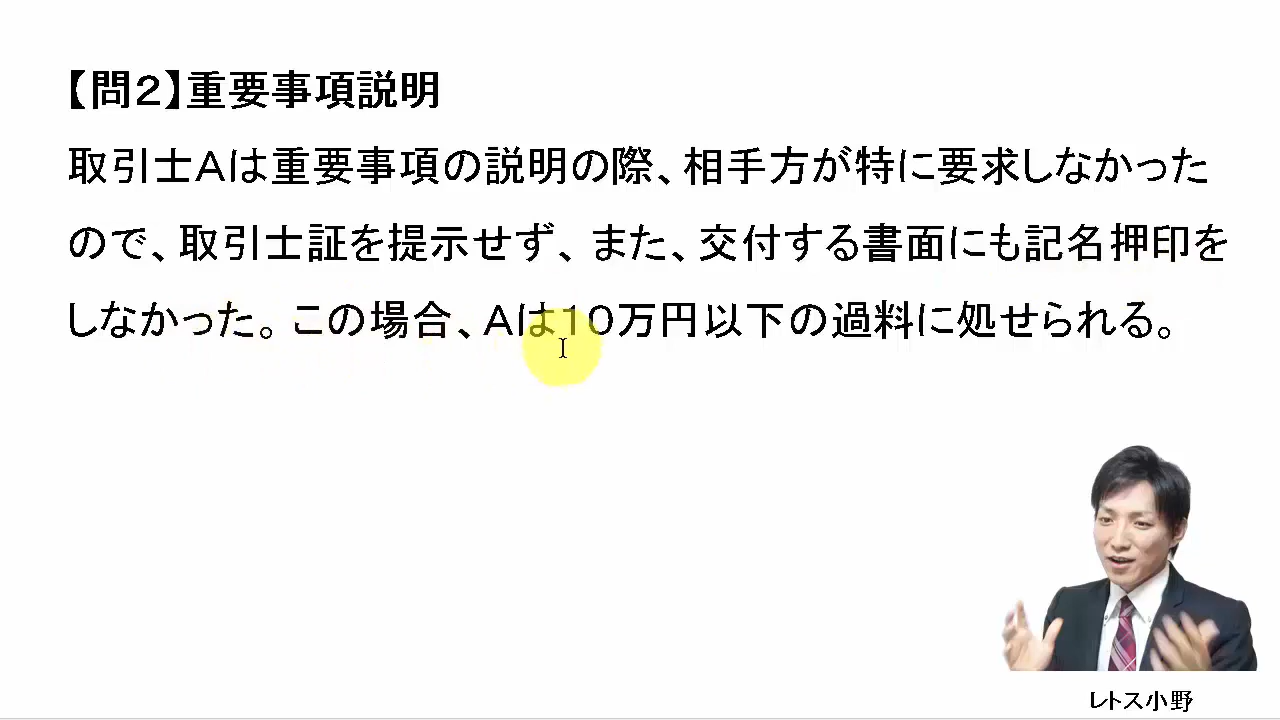 【問２】重要事項説明
取引士Ａは重要事項の説明の際、相手方が特に要求しなかった
ので、取引士証を提示せず、また、交付する書面にも記名押印を
しなかった。この場合、Ａは１０万円以下の過料に処せられる。
レトス小野